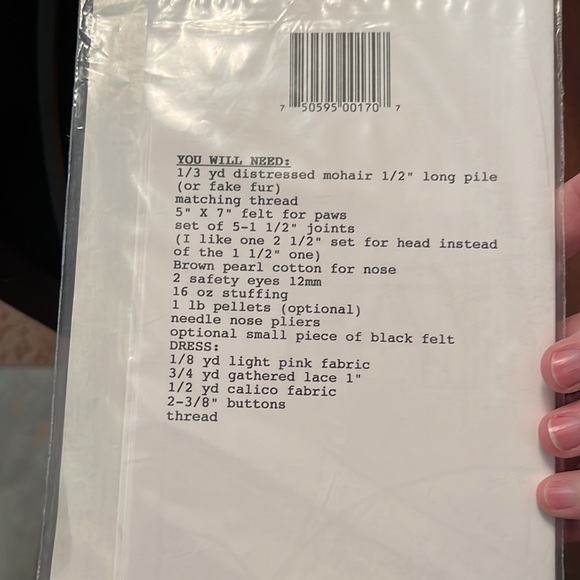 7 50595 00170 7
YOU WILL NEED:
1/3 yd distressed mohair 1/2" long pile
(or fake fur)
matching thread
5" X 7" felt for paws
set of 5-1 1/2" joints
(I like one 2 1/2" set for head instead
of the 1 1/2" one)
Brown pearl cotton for nose
2 safety eyes 12mm
16 oz stuffing
1 lb pellets (optional)
needle nose pliers
optional small piece of black felt
DRESS:
1/8 yd light pink fabric
3/4 yd gathered lace 1"
1/2 yd calico fabric
2-3/8" buttons
thread